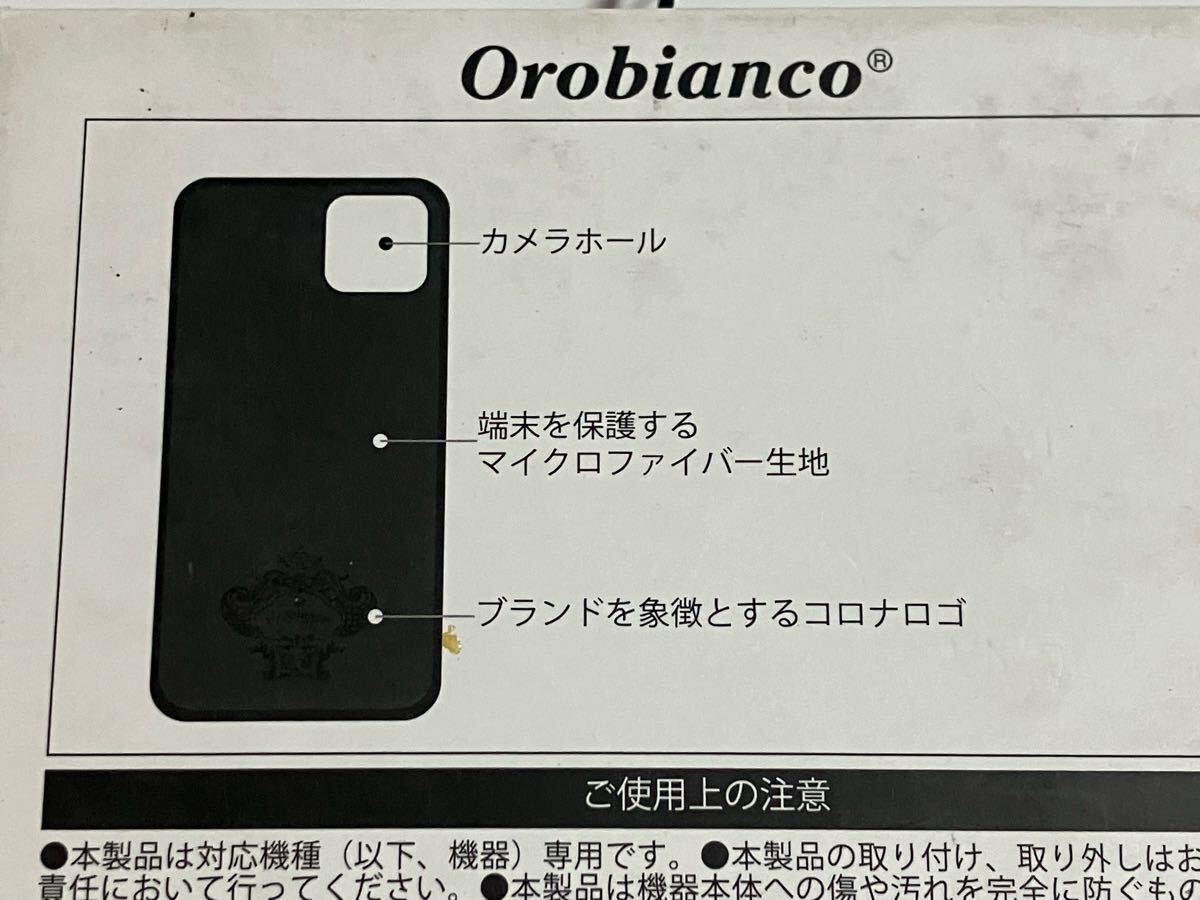 Orobianco®
カメラホール
端末を保護する
マイクロファイバー生地
ブランドを象徴とするコロナロゴ
ご使用上の注意
●本製品は対応機種（以下、機器）専用です。●本製品の取り付け、取り外しはお
責任において行ってください。●本製品は機器本体への傷や汚れを完全に防ぐもの